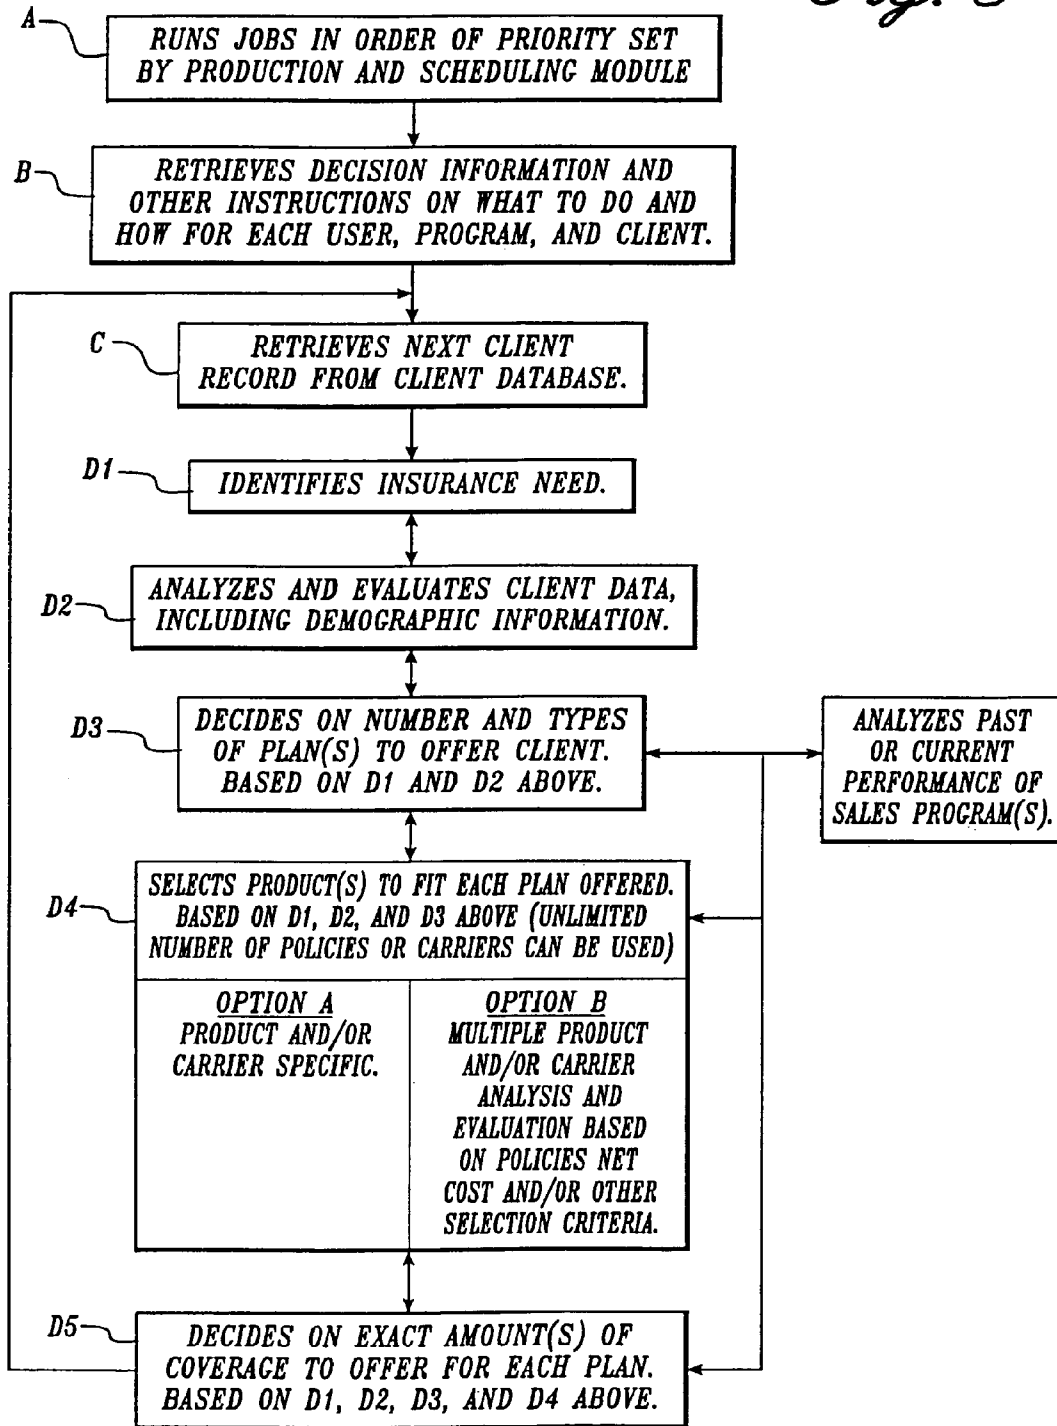 A
RUNS JOBS IN ORDER OF PRIORITY SET
BY PRODUCTION AND SCHEDULING MODULE
B
RETRIEVES DECISION INFORMATION AND
OTHER INSTRUCTIONS ON WHAT TO DO AND
HOW FOR EACH USER, PROGRAM, AND CLIENT.
C
RETRIEVES NEXT CLIENT
RECORD FROM CLIENT DATABASE.
D1
IDENTIFIES INSURANCE NEED.
D2
ANALYZES AND EVALUATES CLIENT DATA,
INCLUDING DEMOGRAPHIC INFORMATION.
D3
DECIDES ON NUMBER AND TYPES
OF PLAN(S) TO OFFER CLIENT.
BASED ON D1 AND D2 ABOVE.
ANALYZES PAST
OR CURRENT
PERFORMANCE OF
SALES PROGRAM(S).
D4
SELECTS PRODUCT(S) TO FIT EACH PLAN OFFERED.
BASED ON D1, D2, AND D3 ABOVE (UNLIMITED
NUMBER OF POLICIES OR CARRIERS CAN BE USED)
OPTION A
PRODUCT AND/OR
CARRIER SPECIFIC.
OPTION B
MULTIPLE PRODUCT
AND/OR CARRIER
ANALYSIS AND
EVALUATION BASED
ON POLICIES NET
COST AND/OR OTHER
SELECTION CRITERIA.
D5
DECIDES ON EXACT AMOUNT(S) OF
COVERAGE TO OFFER FOR EACH PLAN.
BASED ON D1, D2, D3, AND D4 ABOVE.